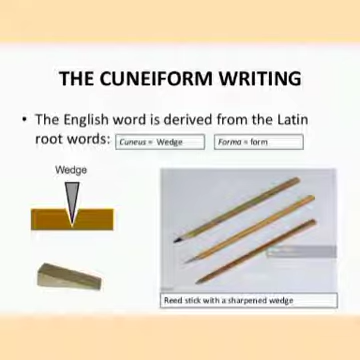 THE CUNEIFORM WRITING
• The English word is derived from the Latin
root words: Cuneus = Wedge Forma = form
Wedge
Reed stick with a sharpened wedge